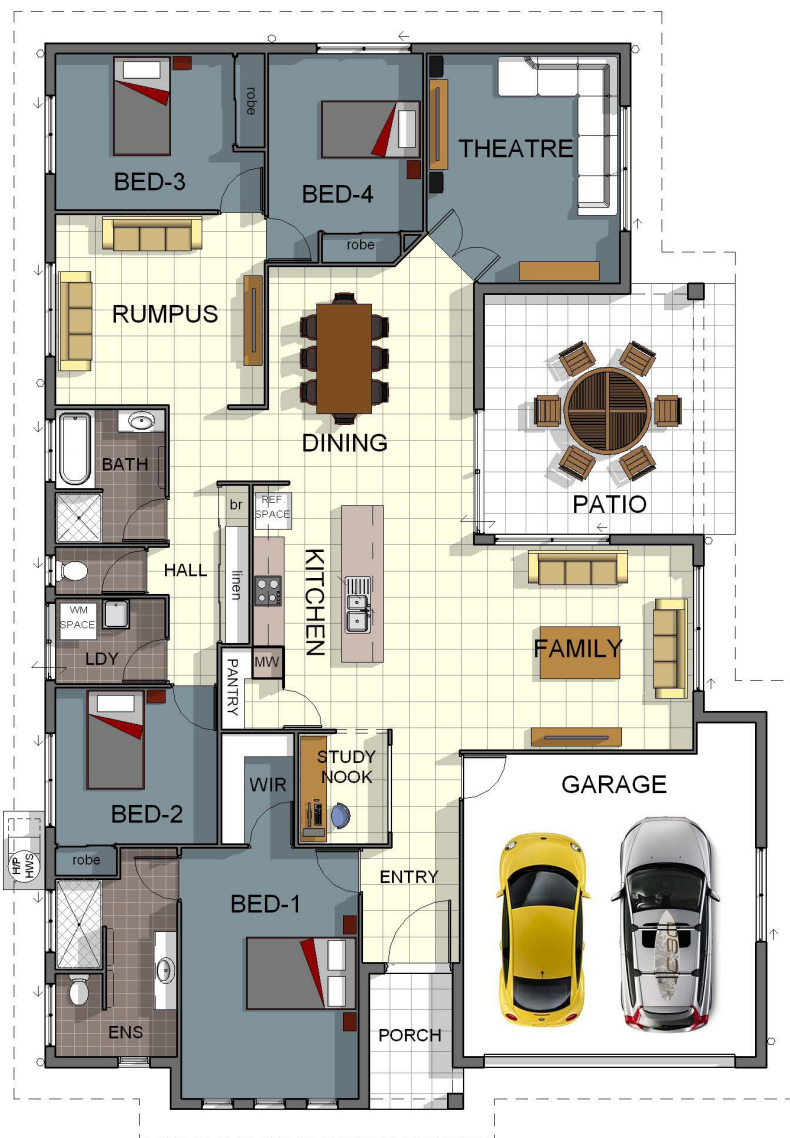 robe
BED-3
BED-4
THEATRE
robe
RUMPUS
DINING
BATH
PATIO
br
REF
SPACE
HALL
linen
KITCHEN
WM
SPACE
LDY
MW
PANTRY
FAMILY
STUDY
NOOK
WIR
GARAGE
BED-2
robe
H/P
HWS
BED-1
ENTRY
ENS
PORCH